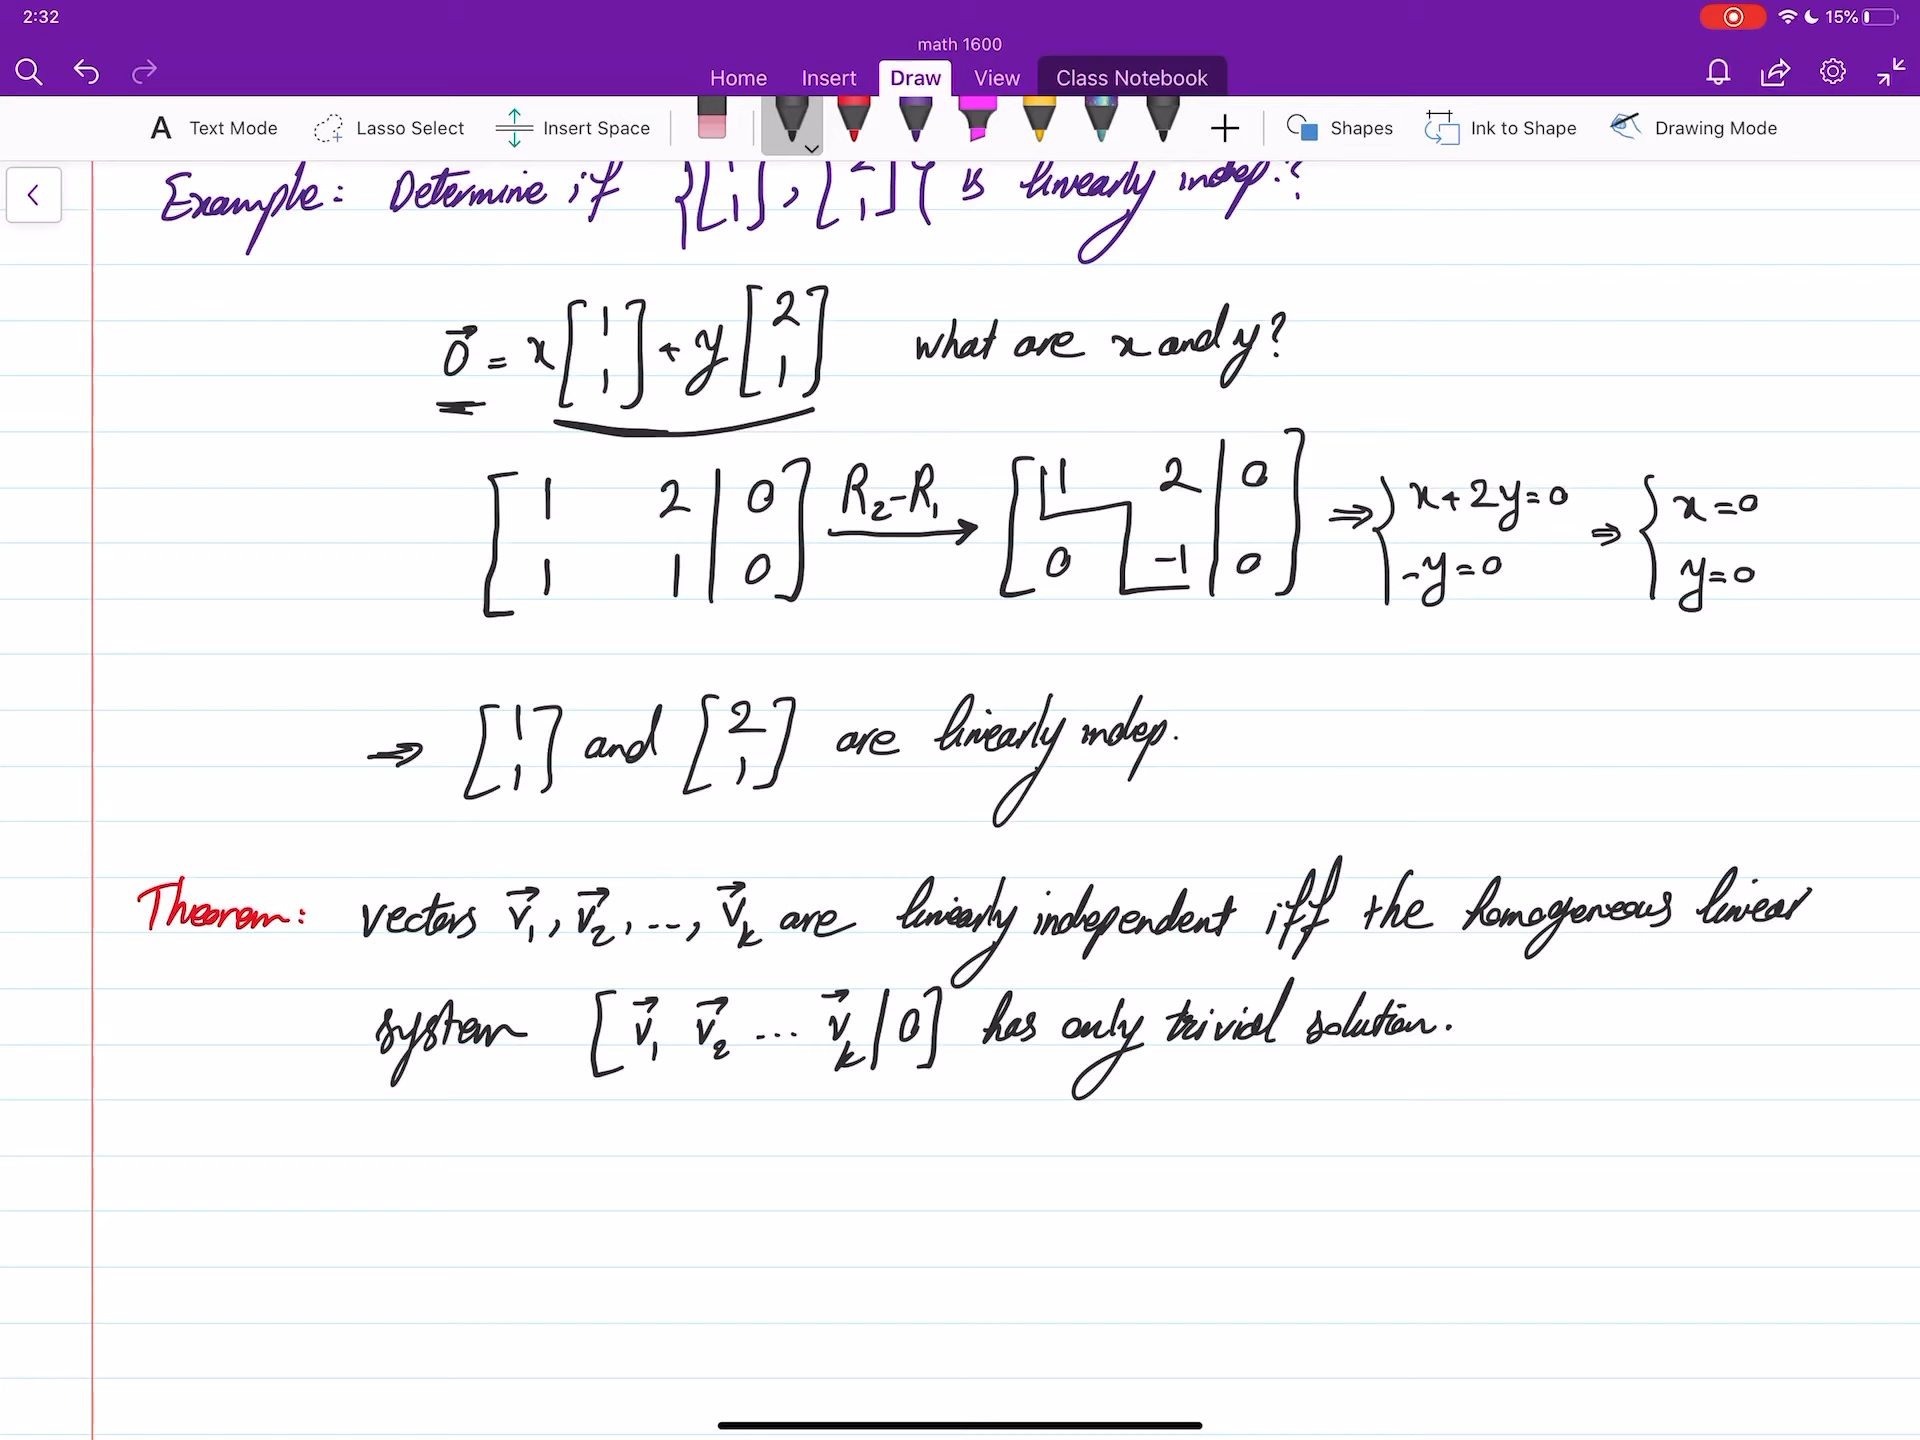 2:32
15%
math 1600
Home Insert Draw View Class Notebook
A Text Mode Lasso Select Insert Space Shapes Ink to Shape Drawing Mode
Example: Determine if {[1 1], [2 1]} is linearly indep.?
0⃗ = x[1 1] + y[2 1] what are x and y?
[1 2 | 0 R₂-R₁ [1 2 | 0 ⇒ { x+2y=0 ⇒ { x=0
1 1 | 0] → 0 -1 | 0] -y=0 y=0
⇒ [1 1] and [2 1] are linearly indep.
Theorem: vectors v⃗₁, v⃗₂, ..., v⃗ₖ are linearly independent iff the homogeneous linear
system [v⃗₁ v⃗₂ ... v⃗ₖ | 0] has only trivial solution.